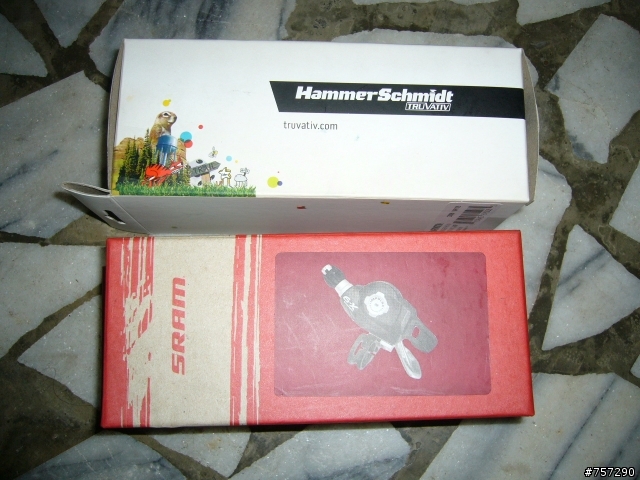 HammerSchmidt
TRUVATIV
truvativ.com
SRAM
#757290